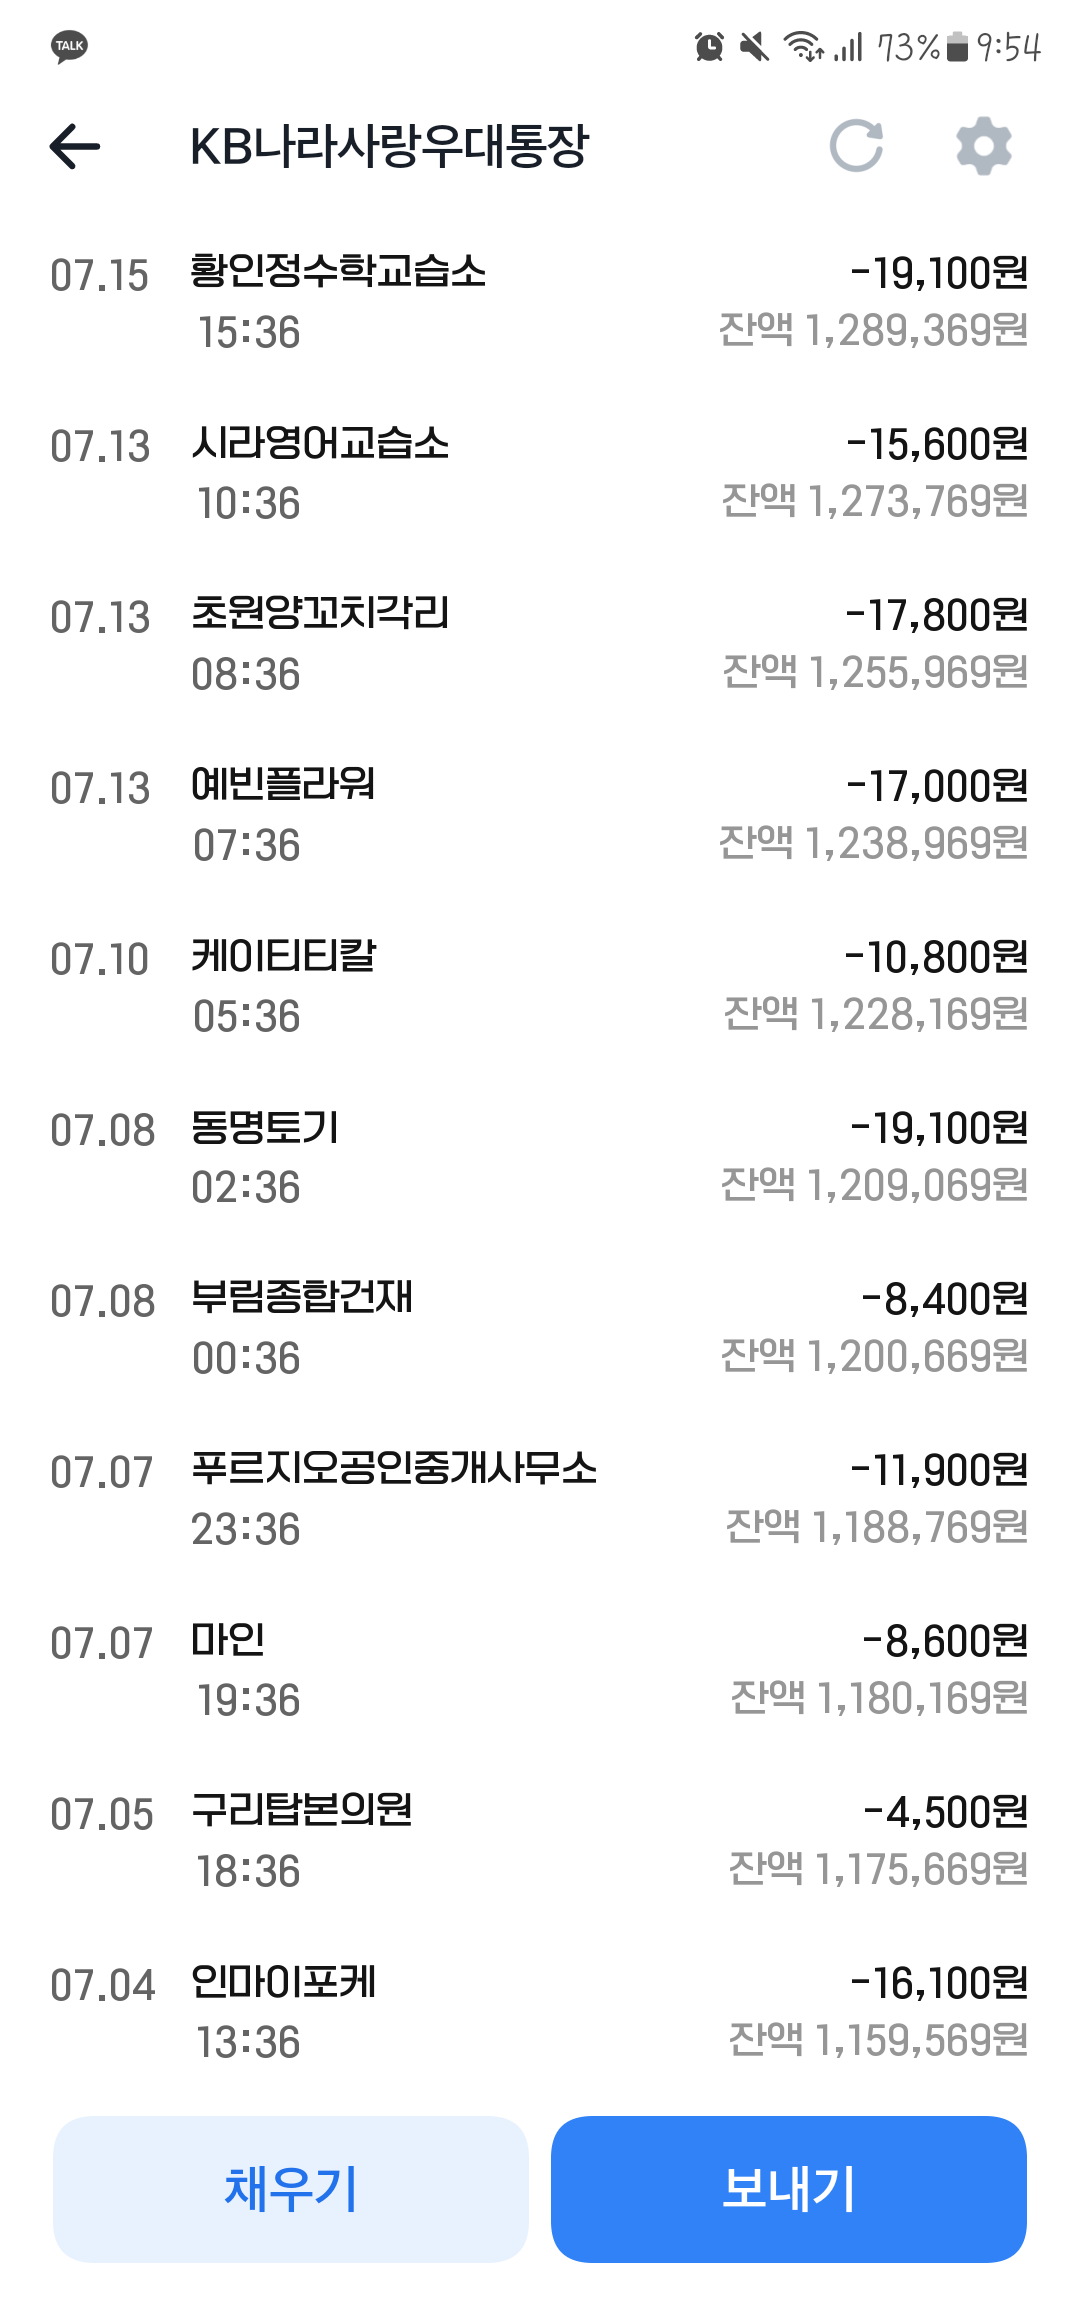 TALK
73% 9:54
KB나라사랑우대통장
07.15 황인정수학교습소 -19,100원
15:36 잔액 1,289,369원
07.13 시라영어교습소 -15,600원
10:36 잔액 1,273,769원
07.13 초원양꼬치각리 -17,800원
08:36 잔액 1,255,969원
07.13 예빈플라워 -17,000원
07:36 잔액 1,238,969원
07.10 케이티티칼 -10,800원
05:36 잔액 1,228,169원
07.08 동명토기 -19,100원
02:36 잔액 1,209,069원
07.08 부림종합건재 -8,400원
00:36 잔액 1,200,669원
07.07 푸르지오공인중개사무소 -11,900원
23:36 잔액 1,188,769원
07.07 마인 -8,600원
19:36 잔액 1,180,169원
07.05 구리탑본의원 -4,500원
18:36 잔액 1,175,669원
07.04 인마이포케 -16,100원
13:36 잔액 1,159,569원
채우기 보내기